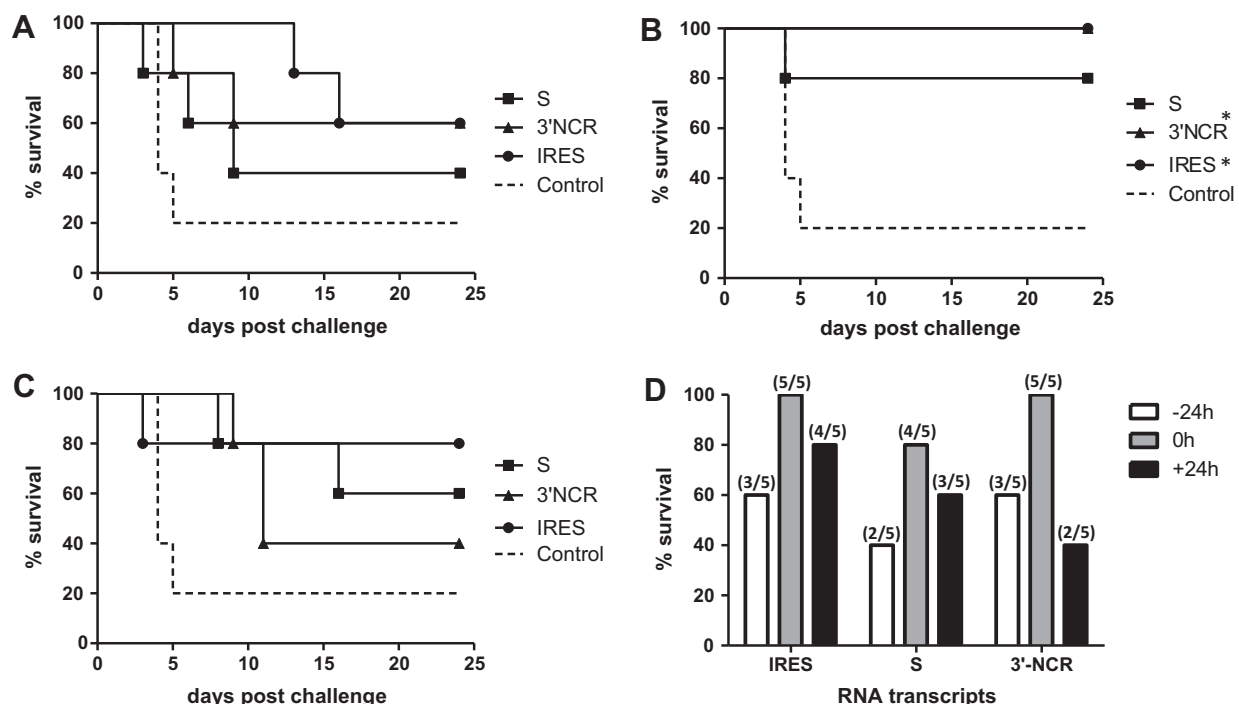 A
% survival
100
80
60
40
20
0
0 5 10 15 20 25
days post challenge
S
3'NCR
IRES
Control
B
% survival
100
80
60
40
20
0
0 5 10 15 20 25
days post challenge
S
*
3'NCR
IRES *
Control
C
% survival
100
80
60
40
20
0
0 5 10 15 20 25
days post challenge
S
3'NCR
IRES
Control
D
% survival
100
80
60
40
20
0
(3/5) (5/5) (4/5)
(2/5) (4/5) (3/5)
(3/5) (5/5) (2/5)
IRES S 3'-NCR
RNA transcripts
-24h
0h
+24h